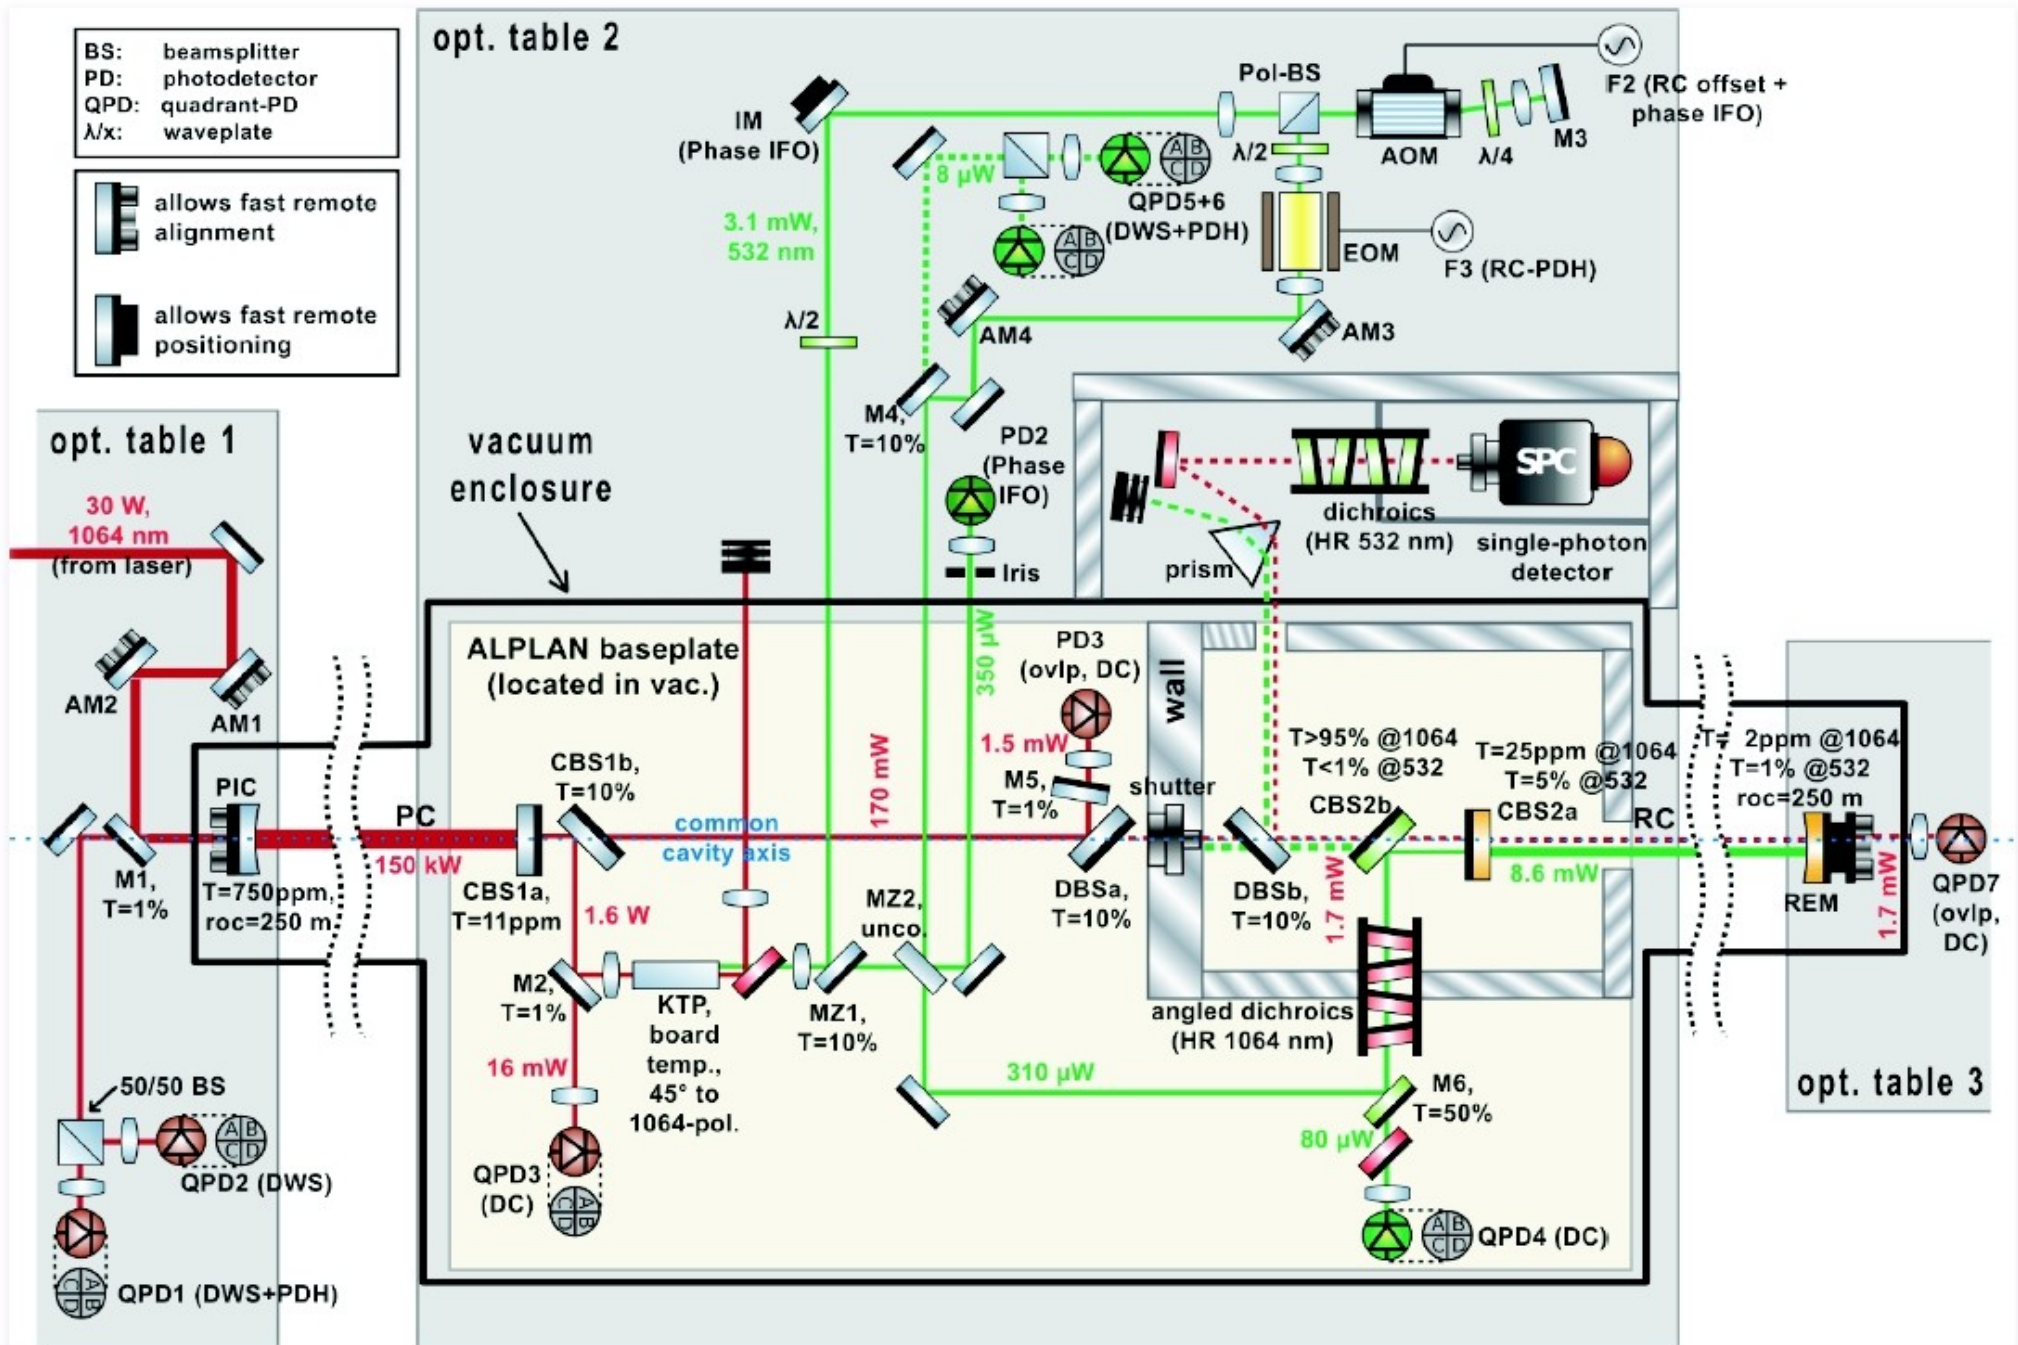 BS: beamsplitter
PD: photodetector
QPD: quadrant-PD
λ/x: waveplate
allows fast remote
alignment
allows fast remote
positioning
opt. table 2
IM
(Phase IFO)
Pol-BS
F2 (RC offset +
phase IFO)
λ/2
AOM
λ/4
M3
8 µW
A B
C D
QPD5+6
(DWS+PDH)
A B
C D
EOM
F3 (RC-PDH)
3.1 mW,
532 nm
λ/2
AM4
AM3
M4,
T=10%
PD2
(Phase
IFO)
Iris
SPC
dichroics
(HR 532 nm)
single-photon
detector
prism
opt. table 1
30 W,
1064 nm
(from laser)
AM2
AM1
vacuum
enclosure
ALPLAN baseplate
(located in vac.)
350 µW
PD3
(ovlp, DC)
1.5 mW
M5,
T=1%
wall
shutter
T>95% @1064
T<1% @532
CBS2b
T=25ppm @1064
T=5% @532
CBS2a
T= 2ppm @1064
T=1% @532
roc=250 m
PIC
PC
150 kW
CBS1b,
T=10%
170 mW
common
cavity axis
RC
8.6 mW
M1,
T=1%
T=750ppm,
roc=250 m
CBS1a,
T=11ppm
1.6 W
MZ2,
unco.
DBSa,
T=10%
DBSb,
T=10%
1.7 mW
REM
1.7 mW
QPD7
(ovlp,
DC)
M2,
T=1%
KTP,
board
temp.,
45° to
1064-pol.
MZ1,
T=10%
angled dichroics
(HR 1064 nm)
16 mW
310 µW
M6,
T=50%
opt. table 3
50/50 BS
A B
C D
QPD2 (DWS)
80 µW
QPD3
(DC)
A B
C D
A B
C D
QPD4 (DC)
A B
C D
QPD1 (DWS+PDH)